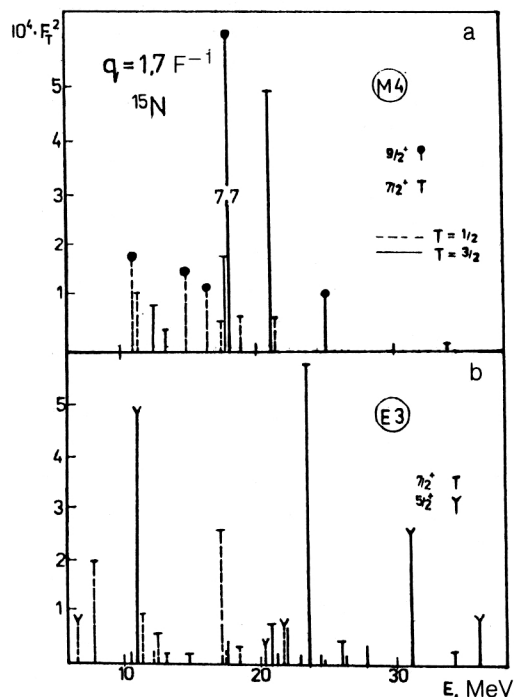 10⁴·F_T²
a
q = 1,7 F⁻¹
¹⁵N
M4
9/2⁺
7/2⁺
T = 1/2
T = 3/2
5
4
3
2
1
7,7
10
20
30
b
E3
7/2⁺
5/2⁺
5
4
3
2
1
10
20
30
E, MeV